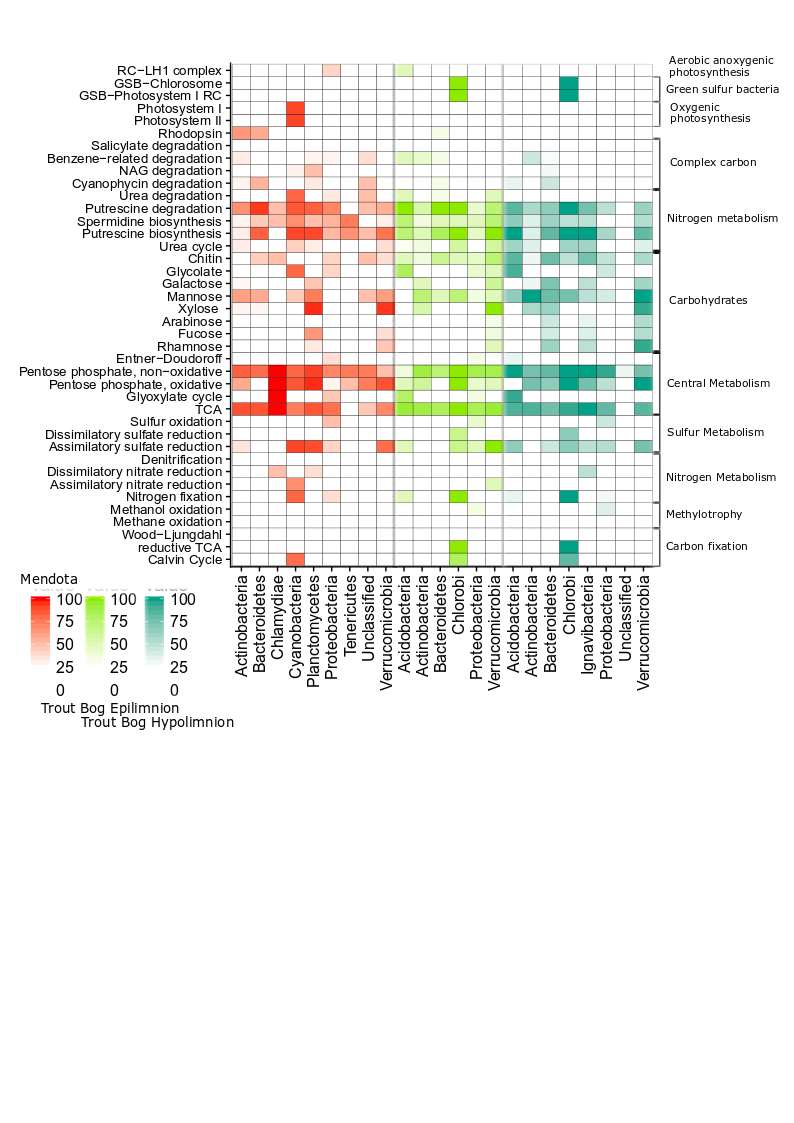 RC−LH1 complex
GSB−Chlorosome
GSB−Photosystem I RC
Photosystem I
Photosystem II
Rhodopsin
Salicylate degradation
Benzene−related degradation
NAG degradation
Cyanophycin degradation
Urea degradation
Putrescine degradation
Spermidine biosynthesis
Putrescine biosynthesis
Urea cycle
Chitin
Glycolate
Galactose
Mannose
Xylose
Arabinose
Fucose
Rhamnose
Entner−Doudoroff
Pentose phosphate, non−oxidative
Pentose phosphate, oxidative
Glyoxylate cycle
TCA
Sulfur oxidation
Dissimilatory sulfate reduction
Assimilatory sulfate reduction
Denitrification
Dissimilatory nitrate reduction
Assimilatory nitrate reduction
Nitrogen fixation
Methanol oxidation
Methane oxidation
Wood−Ljungdahl
reductive TCA
Calvin Cycle
Aerobic anoxygenic
photosynthesis
Green sulfur bacteria
Oxygenic
photosynthesis
Complex carbon
Nitrogen metabolism
Carbohydrates
Central Metabolism
Sulfur Metabolism
Nitrogen Metabolism
Methylotrophy
Carbon fixation
Actinobacteria
Bacteroidetes
Chlamydiae
Cyanobacteria
Planctomycetes
Proteobacteria
Tenericutes
Unclassified
Verrucomicrobia
Acidobacteria
Actinobacteria
Bacteroidetes
Chlorobi
Proteobacteria
Verrucomicrobia
Acidobacteria
Actinobacteria
Bacteroidetes
Chlorobi
Ignavibacteria
Proteobacteria
Unclassified
Verrucomicrobia
Mendota
100 100 100
75 75 75
50 50 50
25 25 25
0 0 0
Trout Bog Epilimnion
Trout Bog Hypolimnion